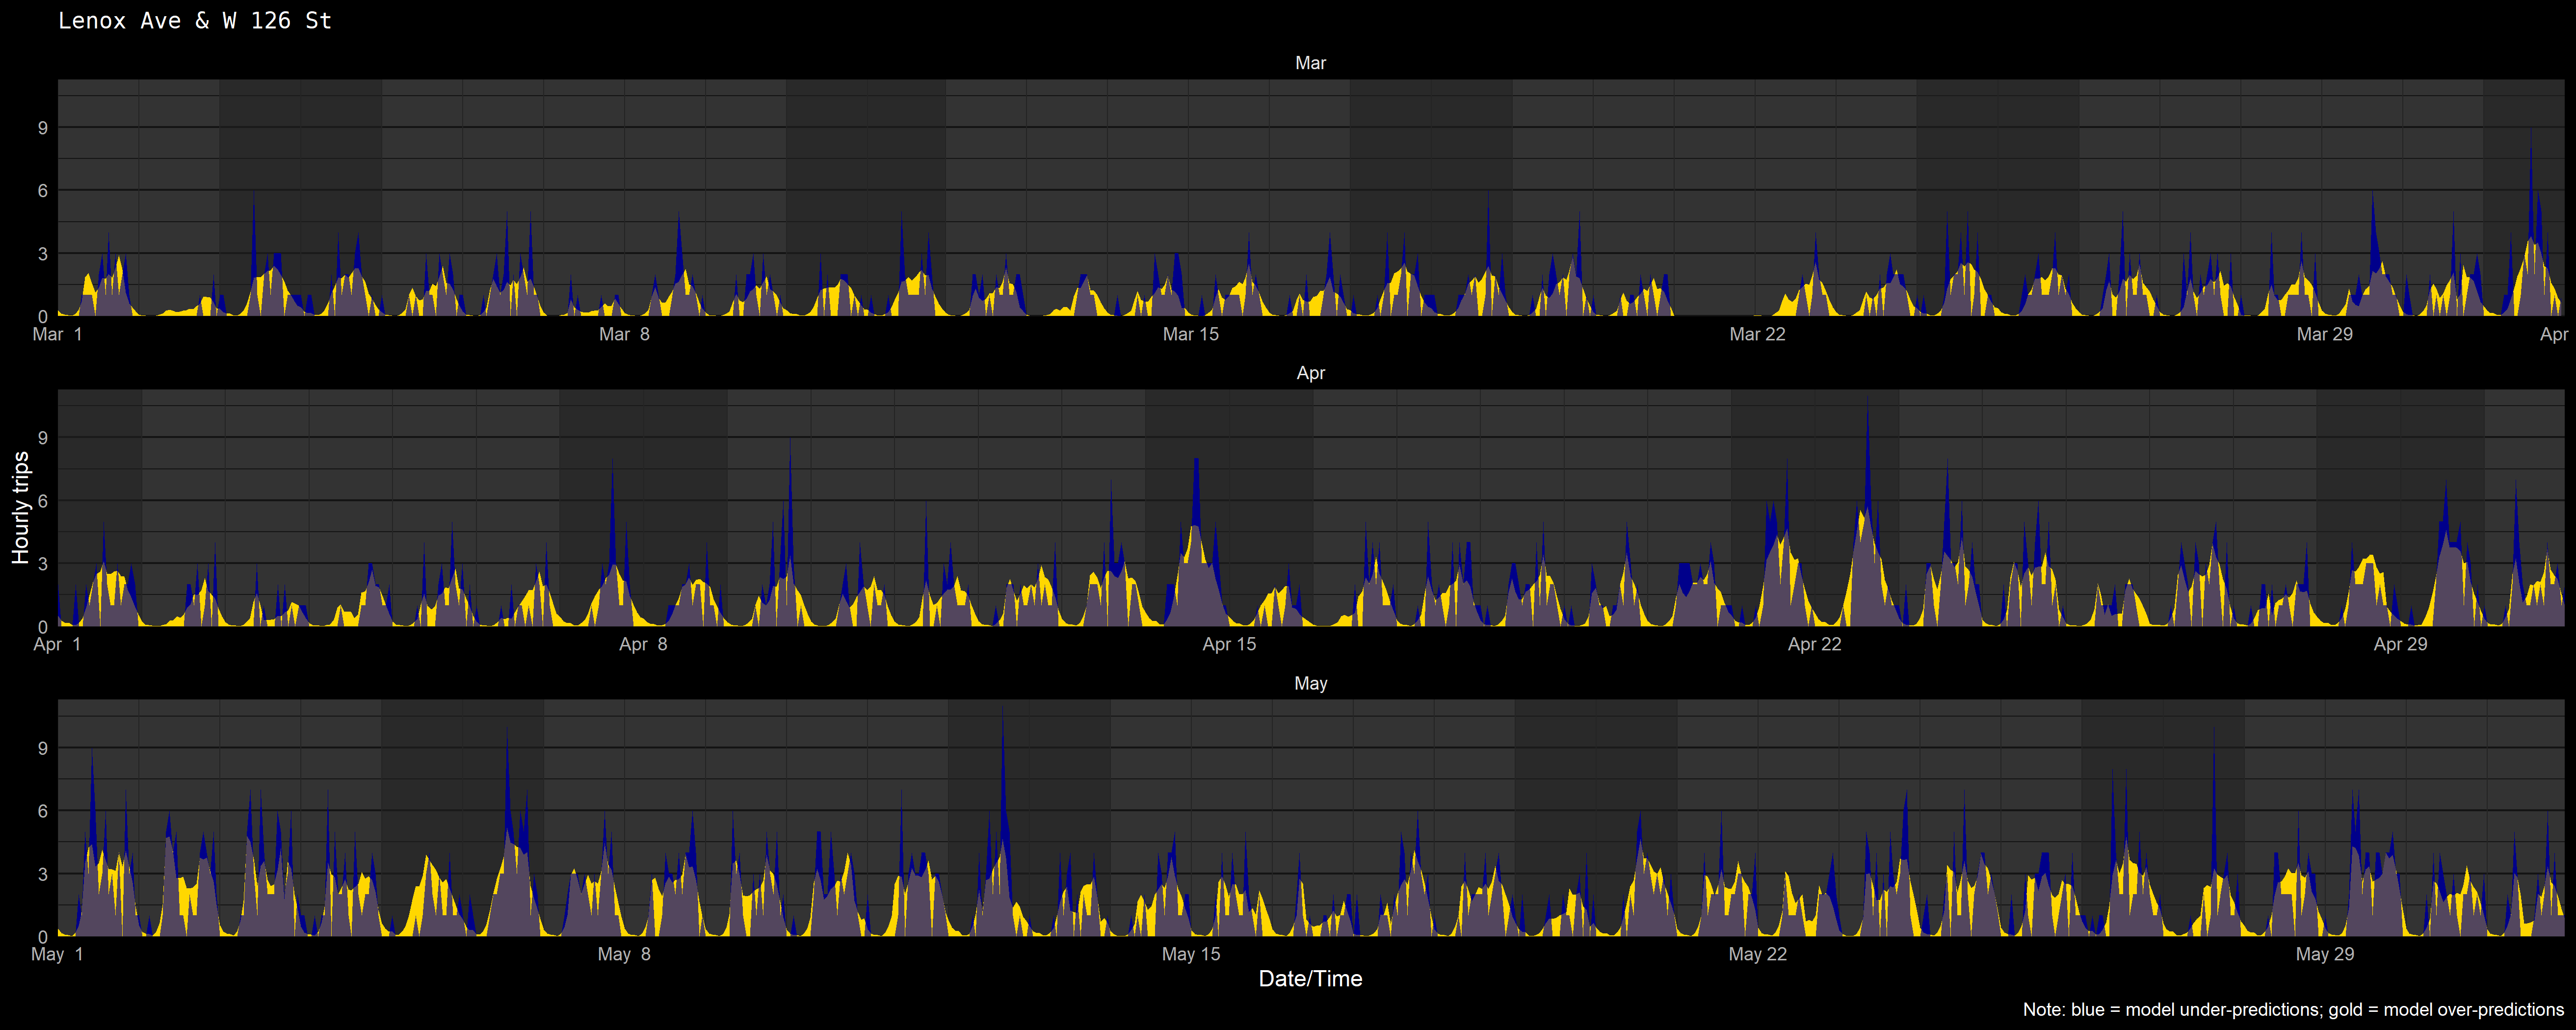 Lenox Ave & W 126 St
Mar
9
6
3
0
Mar 1
Mar 8
Mar 15
Mar 22
Mar 29
Apr
Apr
Hourly trips
9
6
3
0
Apr 1
Apr 8
Apr 15
Apr 22
Apr 29
May
9
6
3
0
May 1
May 8
May 15
May 22
May 29
Date/Time
Note: blue = model under-predictions; gold = model over-predictions